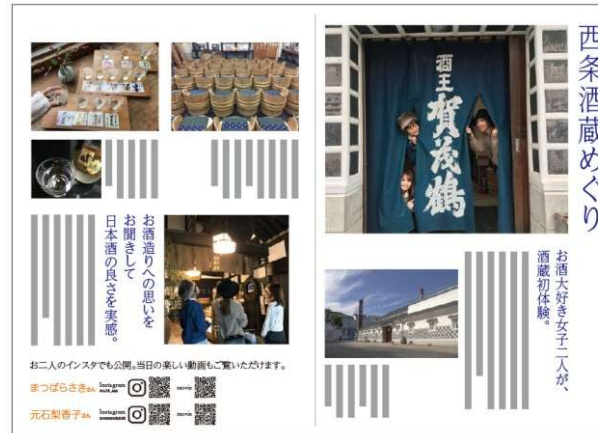 西条酒蔵めぐり
酒王
賀茂鶴
お酒大好き女子二人が、
酒蔵初体験。
お酒造りへの思いを
お聞きして
日本酒の良さを実感。
お二人のインスタでも公開。当日の楽しい動画もご覧いただけます。
まつばらさきさん
Instagram
movie
元石梨香子さん
Instagram
movie